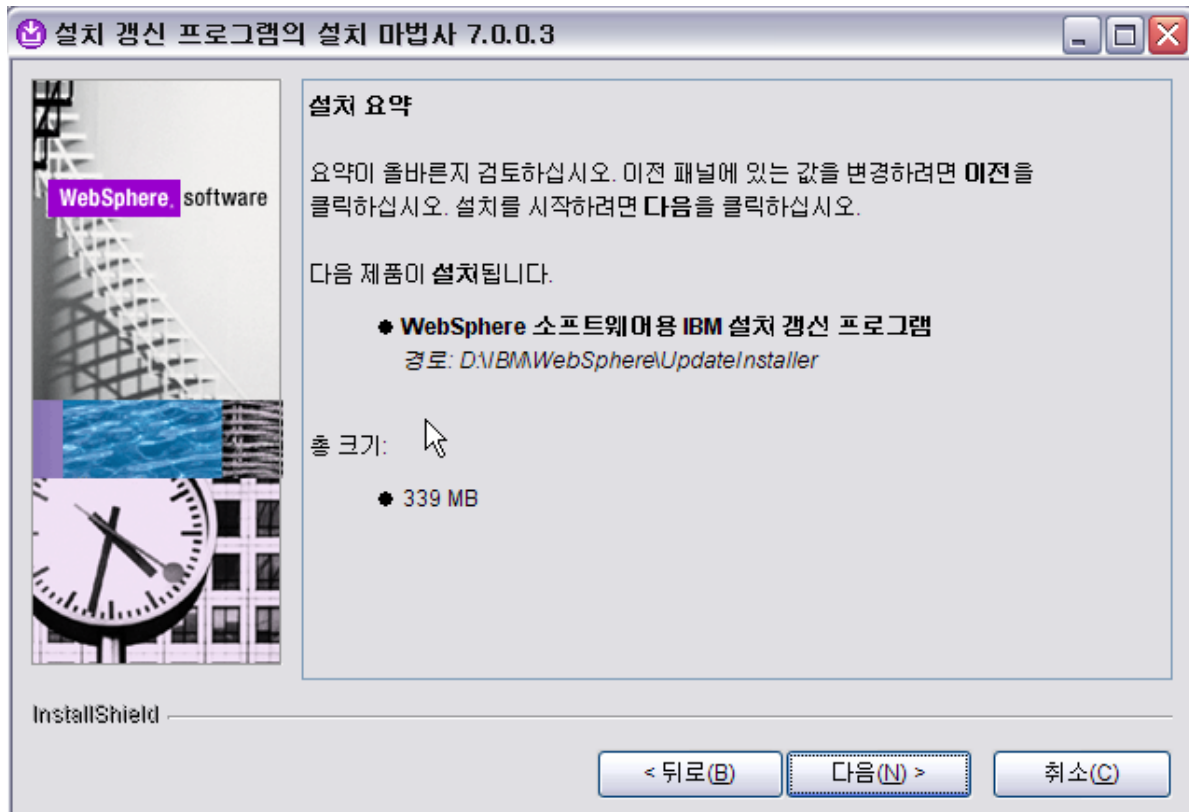 설치 갱신 프로그램의 설치 마법사 7.0.0.3
WebSphere. software
설치 요약
요약이 올바른지 검토하십시오. 이전 패널에 있는 값을 변경하려면 이전을
클릭하십시오. 설치를 시작하려면 다음을 클릭하십시오.
다음 제품이 설치됩니다.
● WebSphere 소프트웨어용 IBM 설치 갱신 프로그램
경로: D:\IBM\WebSphere\UpdateInstaller
총 크기:
● 339 MB
InstallShield
< 뒤로(B)
다음(N) >
취소(C)